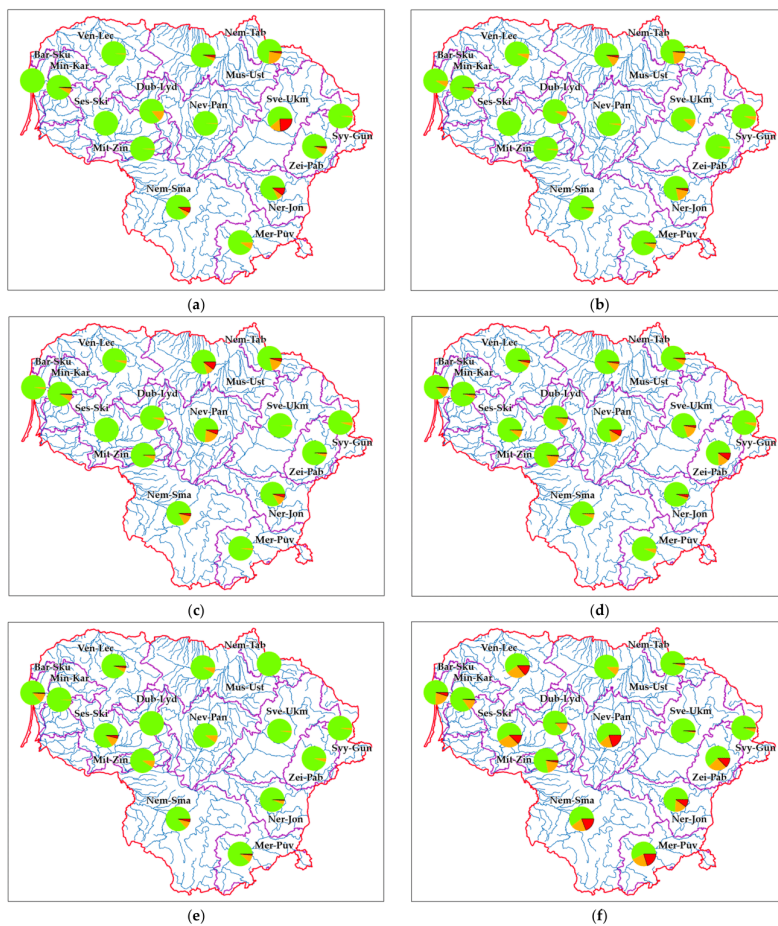 Ven-Lec
Nem-Tab
Bar-Sku
Min-Kar
Mus-Ust
Dub-Lyd
Ses-Ski
Nev-Pan
Sve-Ukm
Svy-Gun
Mit-Zin
Zei-Pab
Nem-Sma
Ner-Jon
Mer-Puv
(a)
Ven-Lec
Nem-Tab
Bar-Sku
Min-Kar
Mus-Ust
Dub-Lyd
Ses-Ski
Nev-Pan
Sve-Ukm
Svy-Gun
Mit-Zin
Zei-Pab
Nem-Sma
Ner-Jon
Mer-Puv
(b)
Ven-Lec
Nem-Tab
Bar-Sku
Min-Kar
Mus-Ust
Dub-Lyd
Ses-Ski
Nev-Pan
Sve-Ukm
Svy-Gun
Mit-Zin
Zei-Pab
Nem-Sma
Ner-Jon
Mer-Puv
(c)
Ven-Lec
Nem-Tab
Bar-Sku
Min-Kar
Mus-Ust
Dub-Lyd
Ses-Ski
Nev-Pan
Sve-Ukm
Svy-Gun
Mit-Zin
Zei-Pab
Nem-Sma
Ner-Jon
Mer-Puv
(d)
Ven-Lec
Nem-Tab
Bar-Sku
Min-Kar
Mus-Ust
Dub-Lyd
Ses-Ski
Nev-Pan
Sve-Ukm
Svy-Gun
Mit-Zin
Zei-Pab
Nem-Sma
Ner-Jon
Mer-Puv
(e)
Ven-Lec
Nem-Tab
Bar-Sku
Min-Kar
Mus-Ust
Dub-Lyd
Ses-Ski
Nev-Pan
Sve-Ukm
Svy-Gun
Mit-Zin
Zei-Pab
Nem-Sma
Ner-Jon
Mer-Puv
(f)